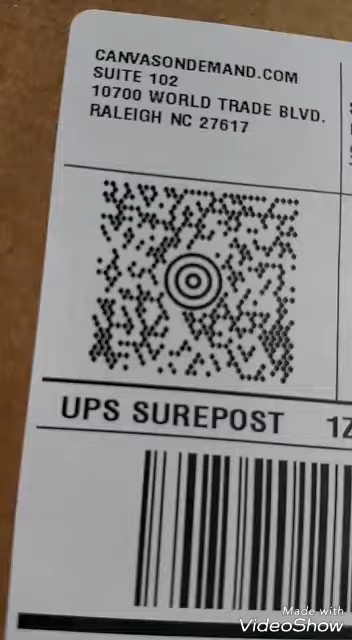 CANVASONDEMAND.COM
SUITE 102
10700 WORLD TRADE BLVD.
RALEIGH NC 27617
UPS SUREPOST 1Z
Made with
VideoShow